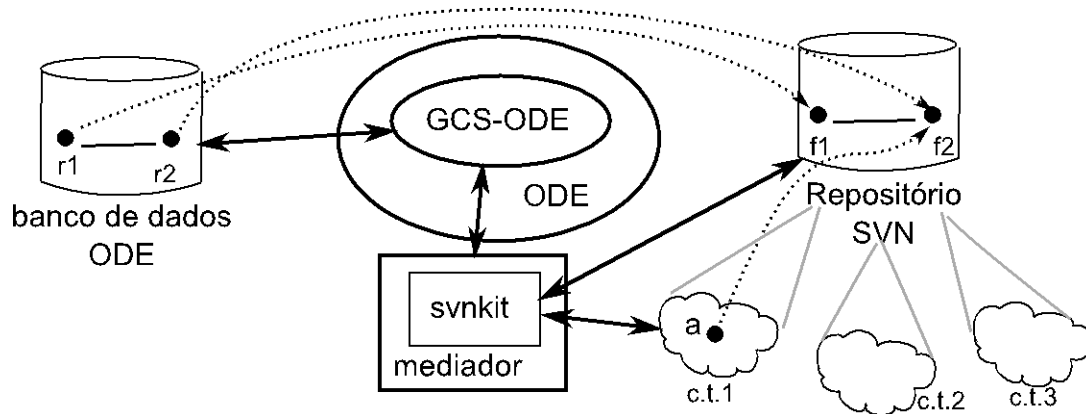 r1
r2
banco de dados
ODE
GCS-ODE
ODE
svnkit
mediador
f1
f2
Repositório
SVN
a
c.t.1
c.t.2
c.t.3